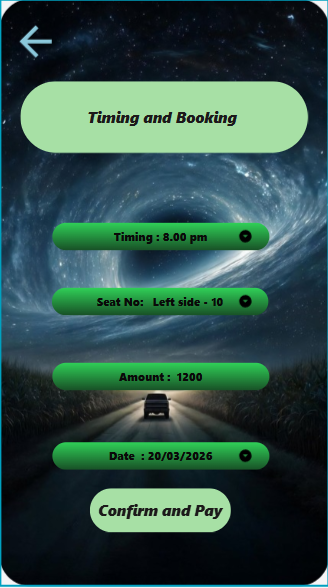 Timing and Booking
Timing : 8.00 pm
Seat No: Left side - 10
Amount : 1200
Date : 20/03/2026
Confirm and Pay